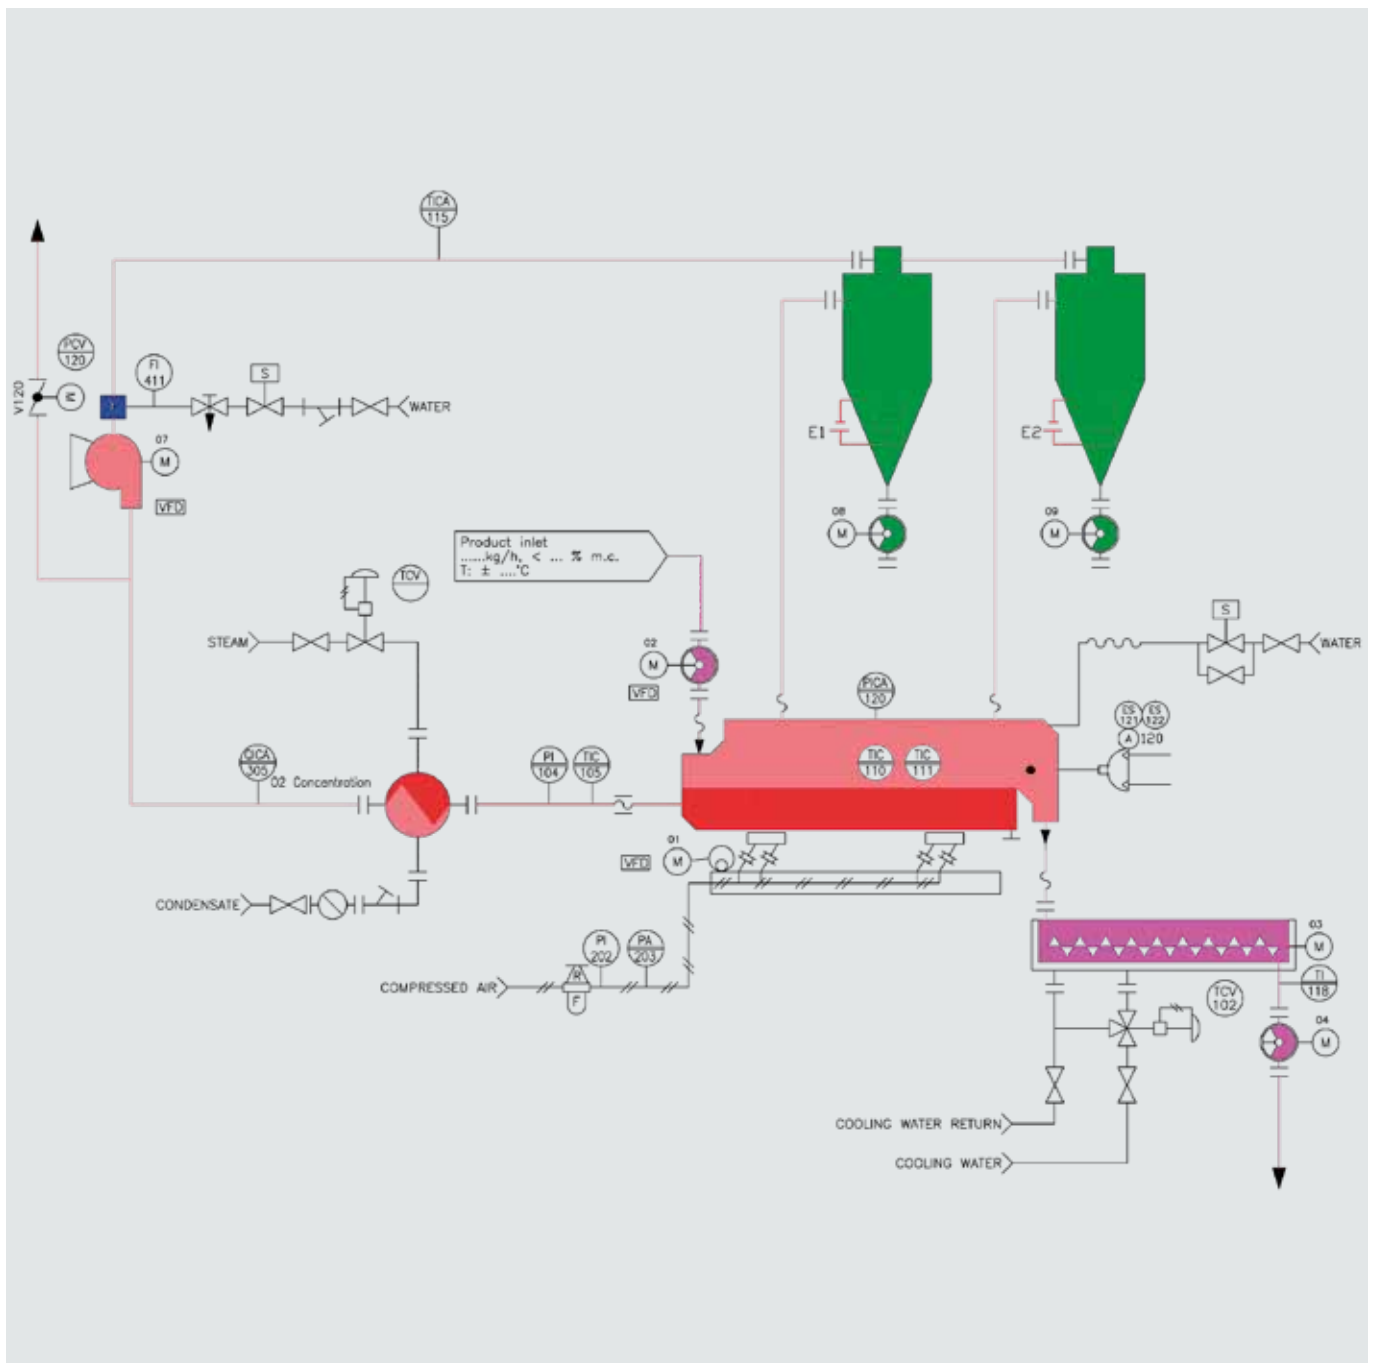 TICA
115
PCV
120
FI
411
S
V120
M
WATER
07
M
VFD
E1
E2
08
M
09
M
Product inlet
......kg/h, < ... % m.c.
T: ± ....°C
TCV
STEAM
02
M
VFD
S
WATER
PICA
120
ES
121
ES
122
A
120
TIC
110
TIC
111
305
O2 Concentration
PI
104
TIC
105
01
VFD
M
CONDENSATE
PI
202
PA
203
COMPRESSED AIR
R
F
03
M
TI
118
TCV
102
04
M
COOLING WATER RETURN
COOLING WATER